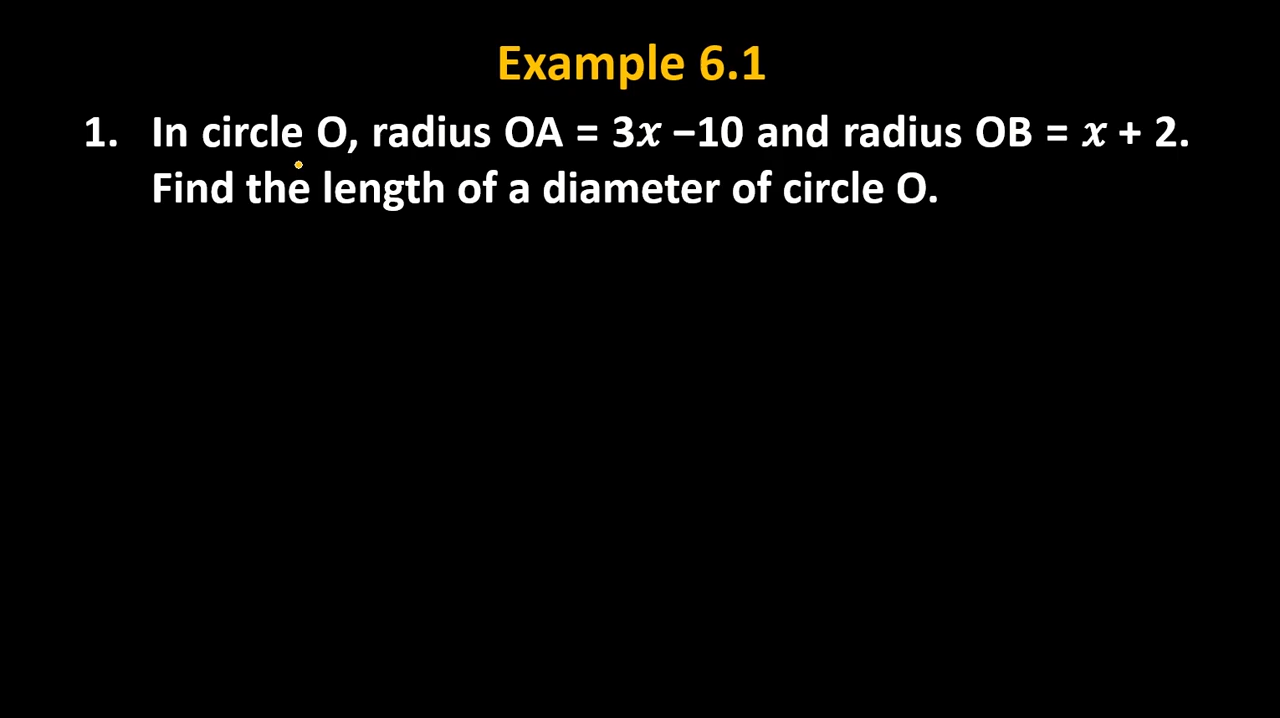 Example 6.1
1. In circle O, radius OA = 3𝑥 −10 and radius OB = 𝑥 + 2.
Find the length of a diameter of circle O.